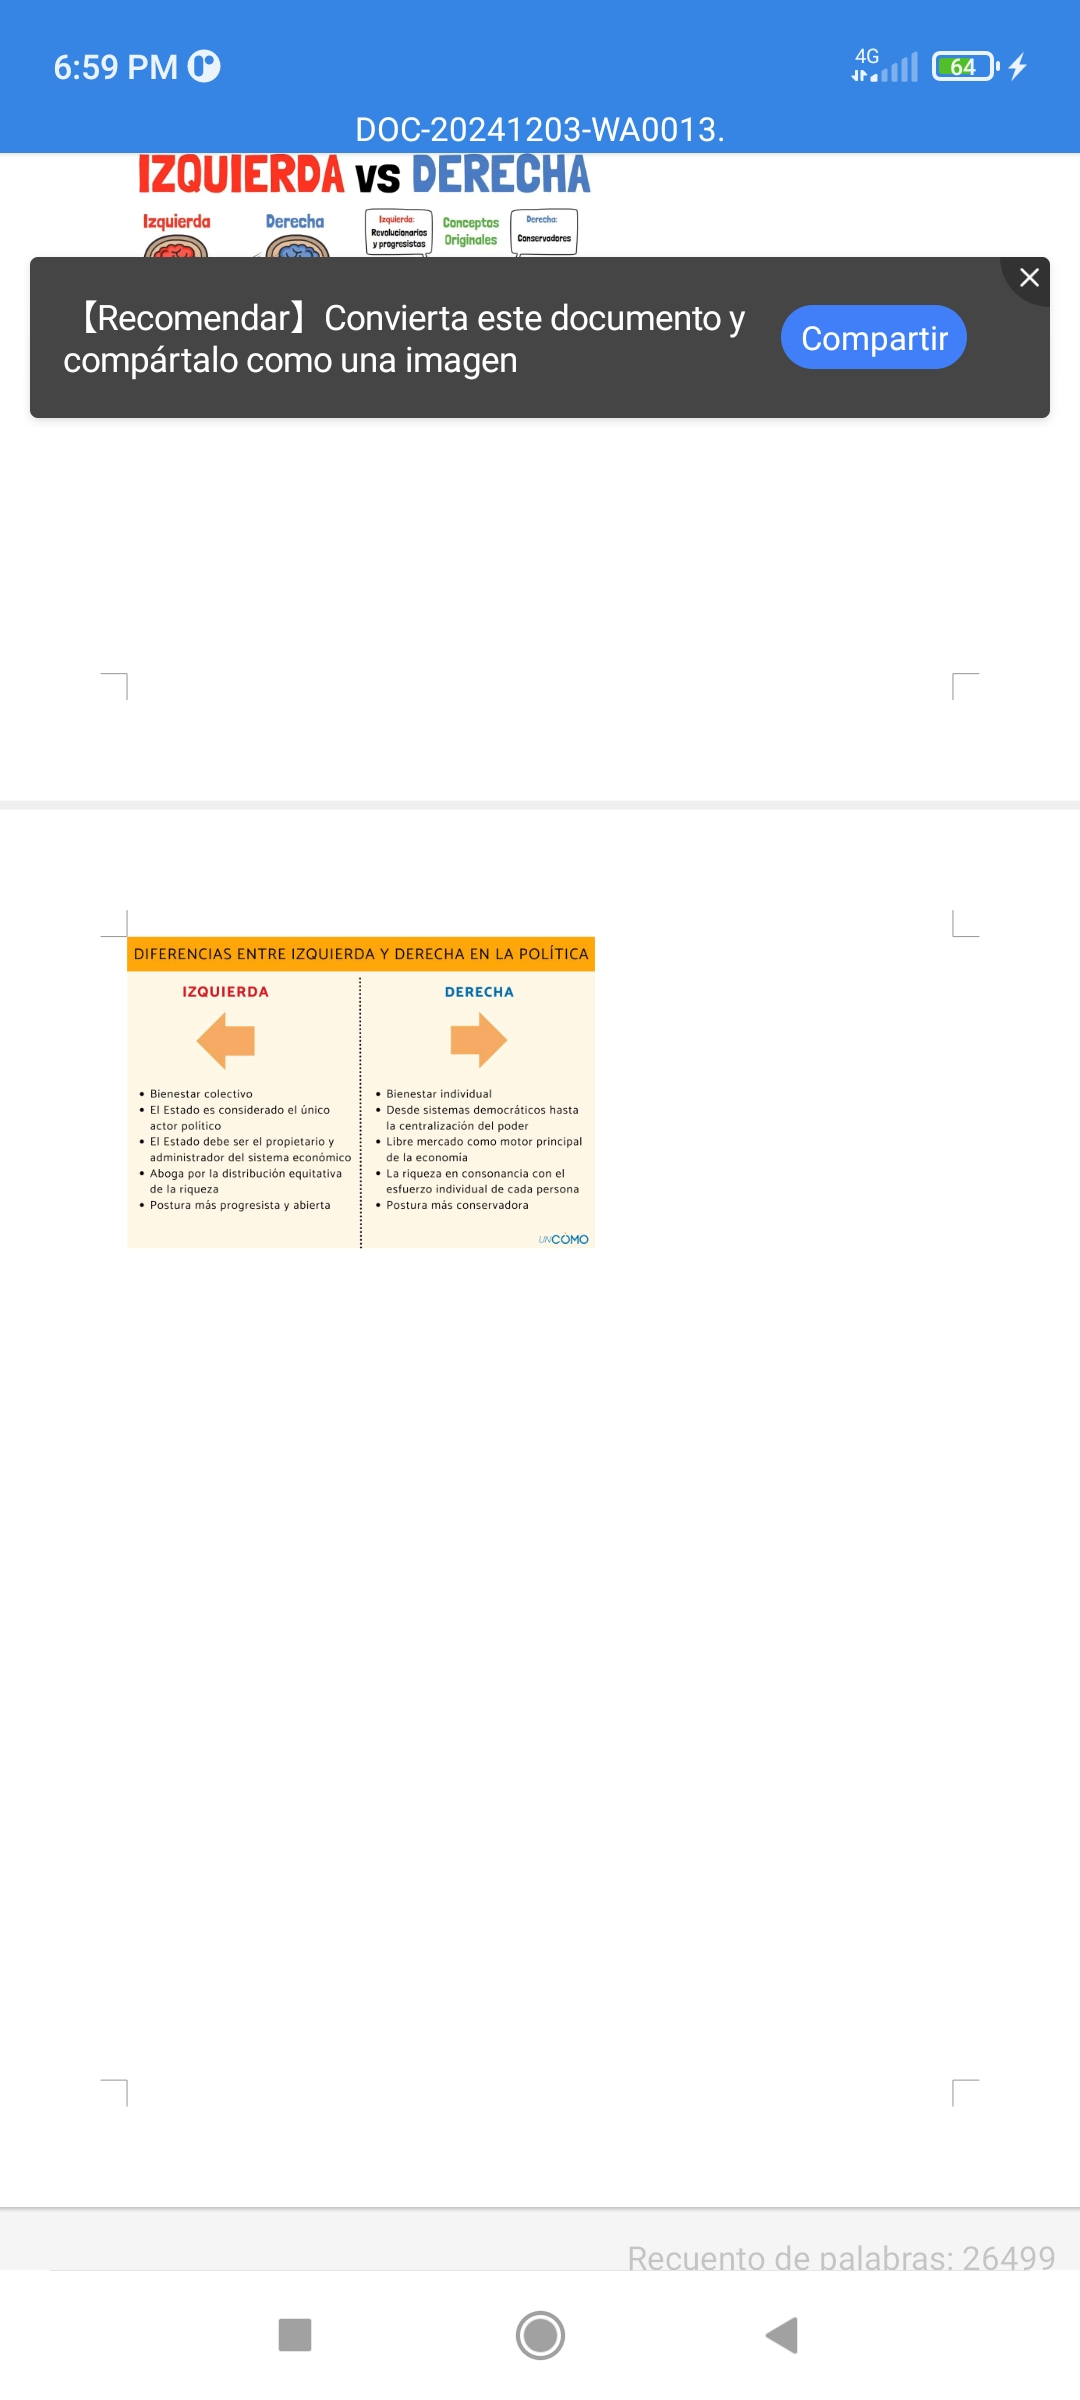 6:59 PM
4G
64
DOC-20241203-WA0013.
IZQUIERDA vs DERECHA
Izquierda
Derecha
Izquierda:
Revolucionarios
y progresistas
Conceptos
Originales
Derecha:
Conservadores
【Recomendar】Convierta este documento y
compártalo como una imagen
Compartir
DIFERENCIAS ENTRE IZQUIERDA Y DERECHA EN LA POLÍTICA
IZQUIERDA
• Bienestar colectivo
• El Estado es considerado el único
actor político
• El Estado debe ser el propietario y
administrador del sistema económico
• Aboga por la distribución equitativa
de la riqueza
• Postura más progresista y abierta
DERECHA
• Bienestar individual
• Desde sistemas democráticos hasta
la centralización del poder
• Libre mercado como motor principal
de la economía
• La riqueza en consonancia con el
esfuerzo individual de cada persona
• Postura más conservadora
UNCOMO
Recuento de palabras: 26499